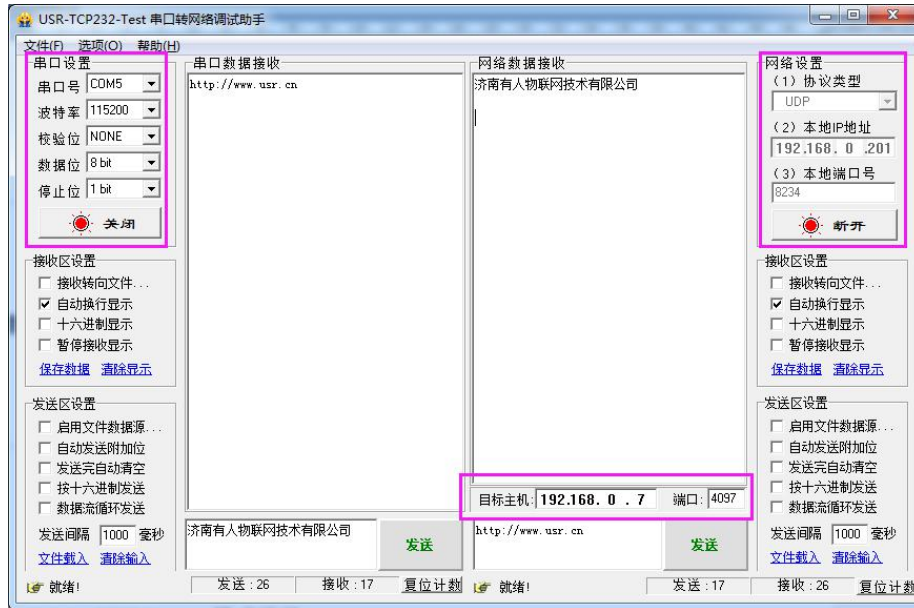 USR-TCP232-Test 串口转网络调试助手
文件(F) 选项(O) 帮助(H)
串口设置
串口号 COM5
波特率 115200
校验位 NONE
数据位 8 bit
停止位 1 bit
关闭
接收区设置
接收转向文件...
自动换行显示
十六进制显示
暂停接收显示
保存数据 清除显示
发送区设置
启用文件数据源...
自动发送附加位
发送完自动清空
按十六进制发送
数据流循环发送
发送间隔 1000 毫秒
文件载入 清除输入
就绪!
串口数据接收
http://www.usr.cn
济南有人物联网技术有限公司
发送
发送:26 接收:17 复位计数
网络数据接收
济南有人物联网技术有限公司
目标主机: 192.168. 0 . 7 端口: 4097
http://www.usr.cn
发送
就绪!
发送:17 接收:26 复位计数
网络设置
(1) 协议类型
UDP
(2) 本地IP地址
192.168. 0 .201
(3) 本地端口号
8234
断开
接收区设置
接收转向文件...
自动换行显示
十六进制显示
暂停接收显示
保存数据 清除显示
发送区设置
启用文件数据源...
自动发送附加位
发送完自动清空
按十六进制发送
数据流循环发送
发送间隔 1000 毫秒
文件载入 清除输入